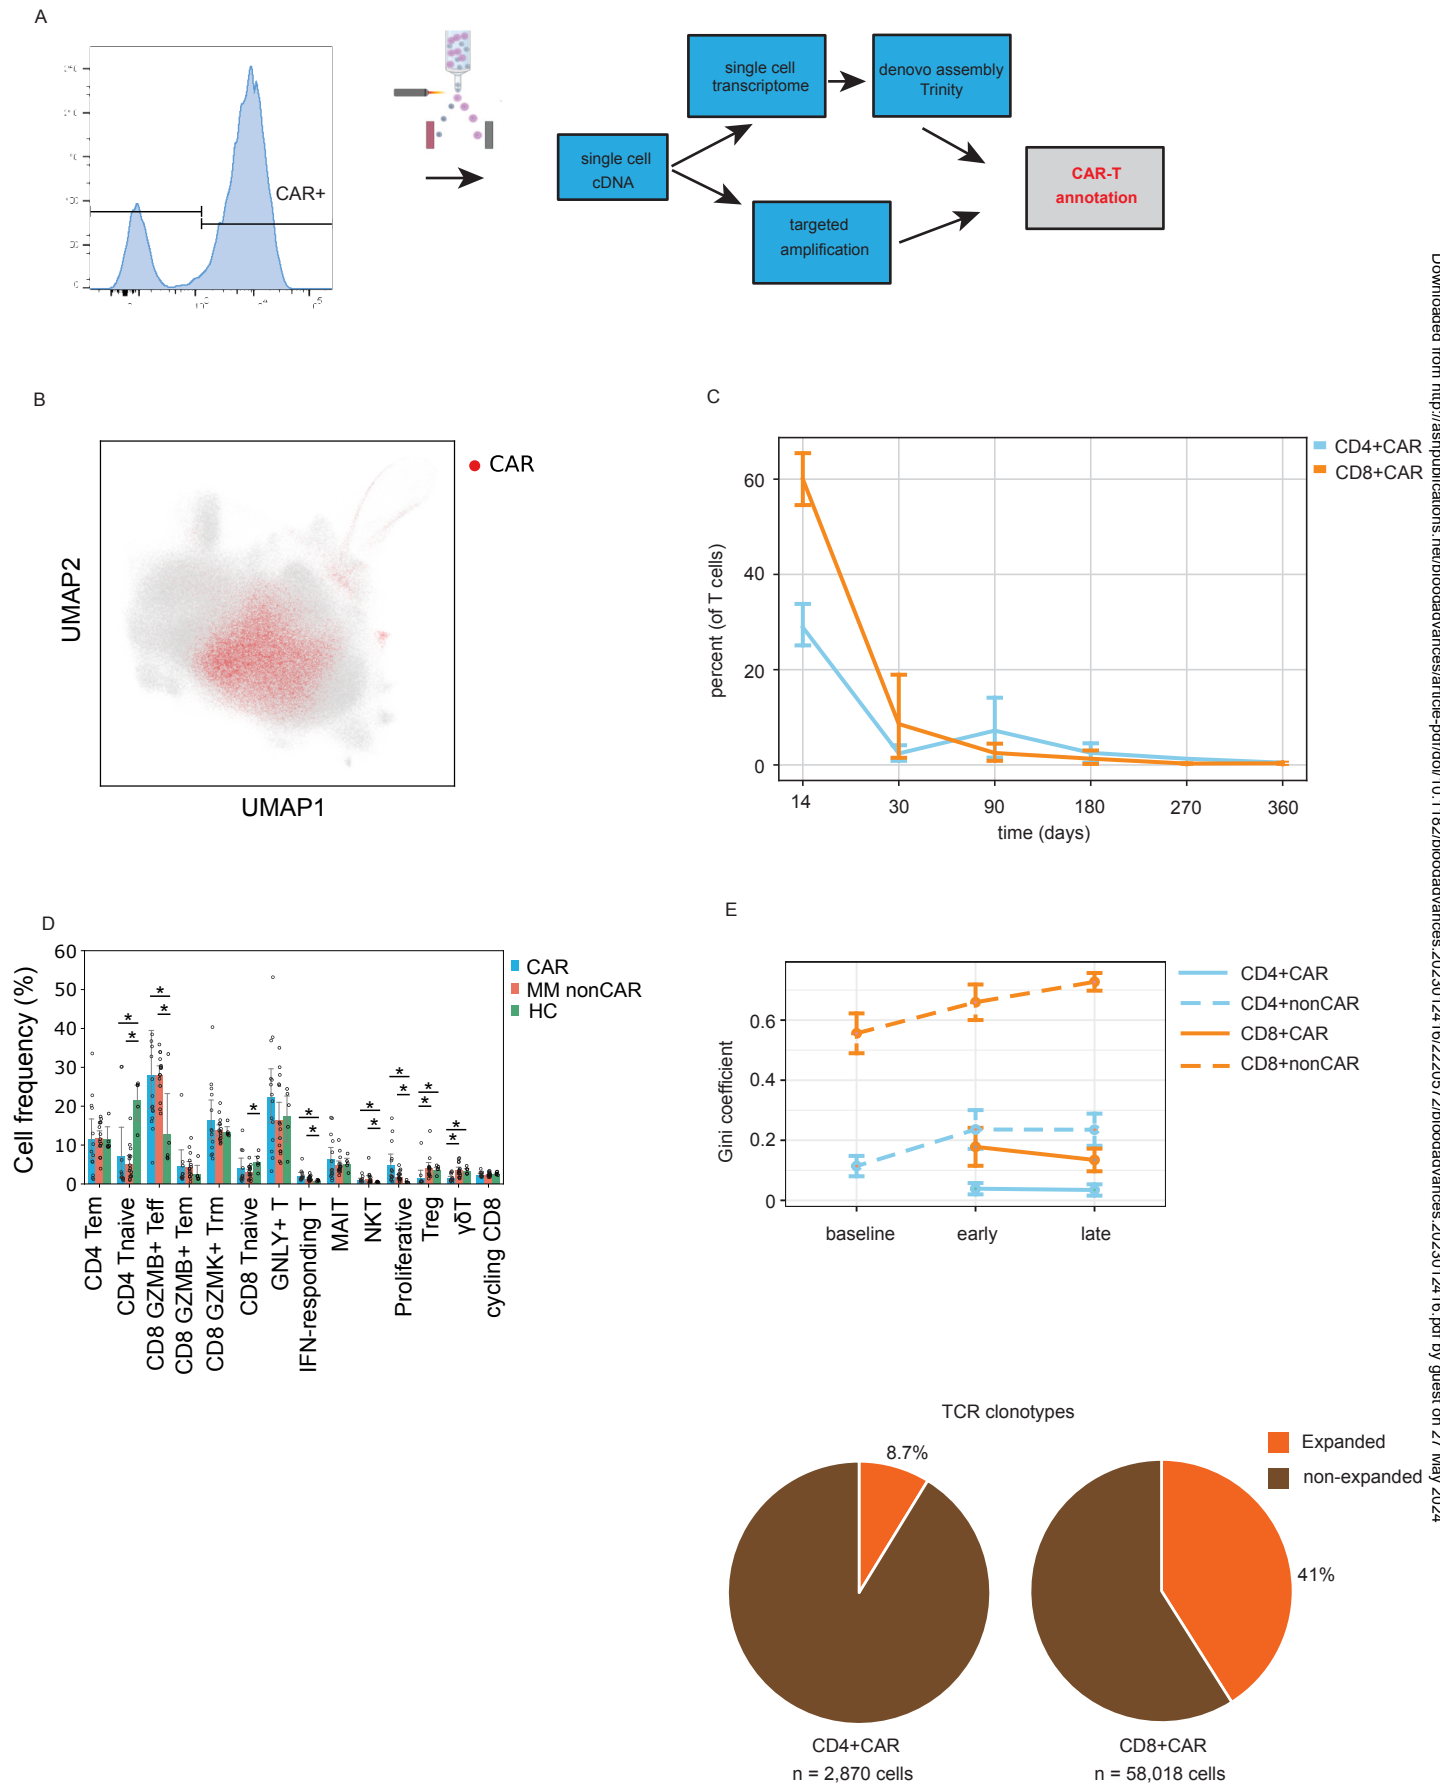 A
CAR+
single cell
cDNA
single cell
transcriptome
denovo assembly
Trinity
targeted
amplification
CAR-T
annotation
B
CAR
UMAP2
UMAP1
C
CD4+CAR
CD8+CAR
percent (of T cells)
60
40
20
0
14 30 90 180 270 360
time (days)
D
Cell frequency (%)
60
50
40
30
20
10
0
CAR
MM nonCAR
HC
* * * * * * * * * * * * * * *
CD4 Tem
CD4 Tnaive
CD8 GZMB+ Teff
CD8 GZMB+ Tem
CD8 GZMK+ Trm
CD8 Tnaive
GNLY+ T
IFN-responding T
MAIT
NKT
Proliferative
Treg
γδT
cycling CD8
E
Gini coefficient
0.6
0.4
0.2
0
baseline early late
CD4+CAR
CD4+nonCAR
CD8+CAR
CD8+nonCAR
TCR clonotypes
Expanded
non-expanded
8.7%
41%
CD4+CAR
n = 2,870 cells
CD8+CAR
n = 58,018 cells